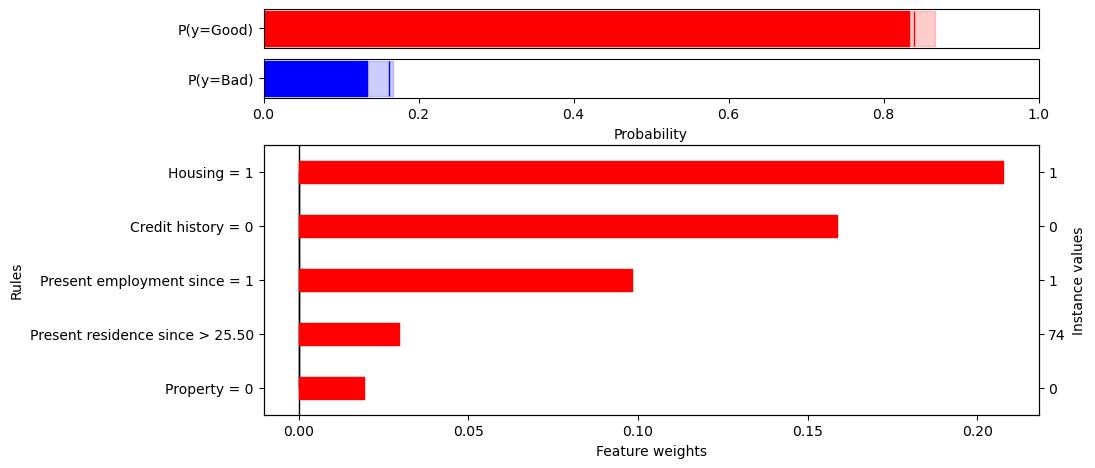 P(y=Good)
P(y=Bad)
0.0 0.2 0.4 0.6 0.8 1.0
Probability
Rules
Housing = 1 1
Credit history = 0 0
Present employment since = 1 1
Present residence since > 25.50 74
Property = 0 0
Instance values
0.00 0.05 0.10 0.15 0.20
Feature weights